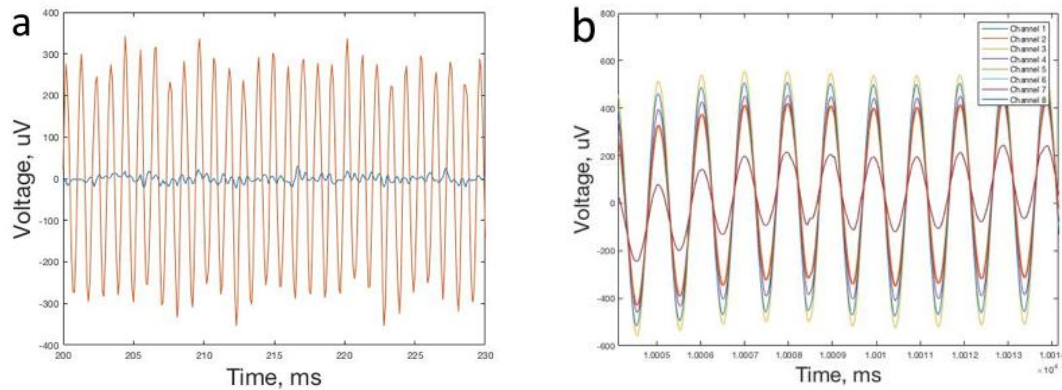 a
400
300
200
100
0
-100
-200
-300
-400
200
205
210
215
220
225
230
Voltage, uV
Time, ms
b
800
600
400
200
0
-200
-400
-600
1.0005
1.0006
1.0007
1.0008
1.0009
1.001
1.0011
1.0012
1.0013
Voltage, uV
Time, ms
Channel 1
Channel 2
Channel 3
Channel 4
Channel 5
Channel 6
Channel 7
Channel 8